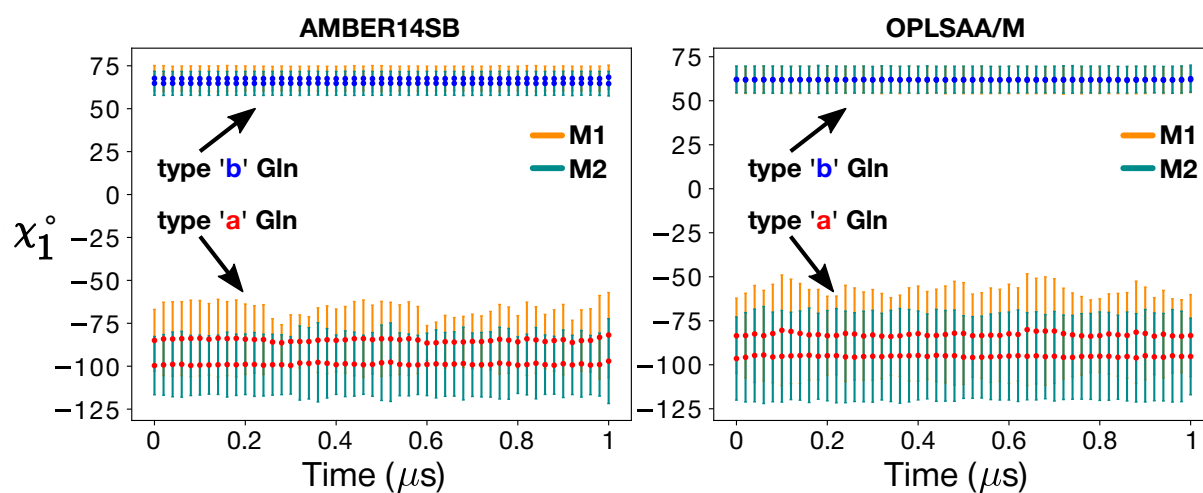 AMBER14SB
75
50
25
0
−25
−50
−75
−100
−125
χ₁°
type 'b' Gln
type 'a' Gln
M1
M2
0 0.2 0.4 0.6 0.8 1
Time (μs)
OPLSAA/M
75
50
25
0
−25
−50
−75
−100
−125
type 'b' Gln
type 'a' Gln
M1
M2
0 0.2 0.4 0.6 0.8 1
Time (μs)